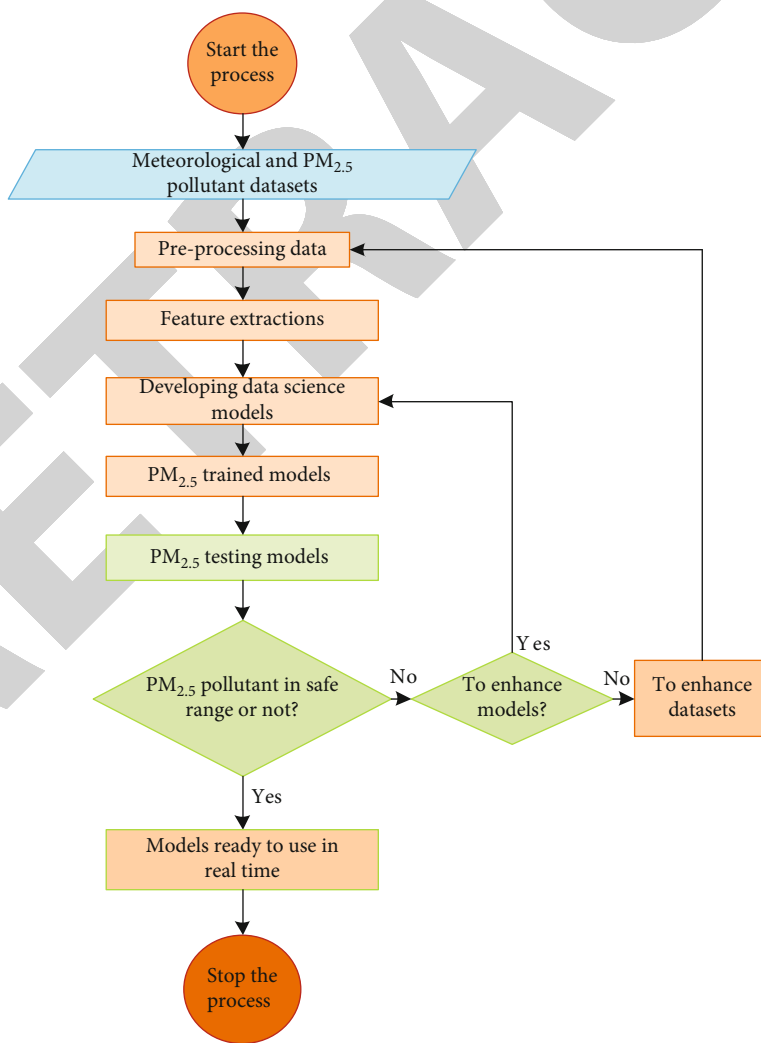 Start the
process
Meteorological and PM2.5
pollutant datasets
Pre-processing data
Feature extractions
Developing data science
models
PM2.5 trained models
PM2.5 testing models
PM2.5 pollutant in safe
range or not?
No
To enhance
models?
Yes
No
To enhance
datasets
Yes
Models ready to use in
real time
Stop the
process